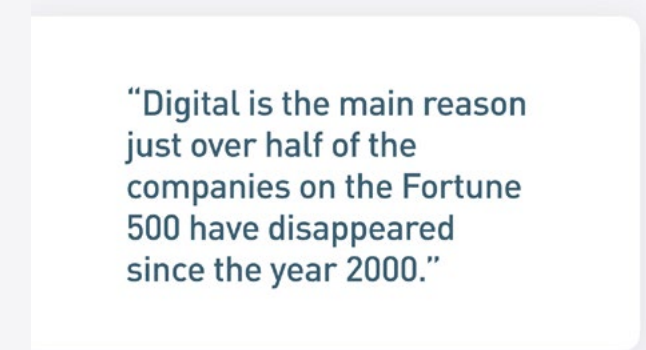 “Digital is the main reason
just over half of the
companies on the Fortune
500 have disappeared
since the year 2000.”